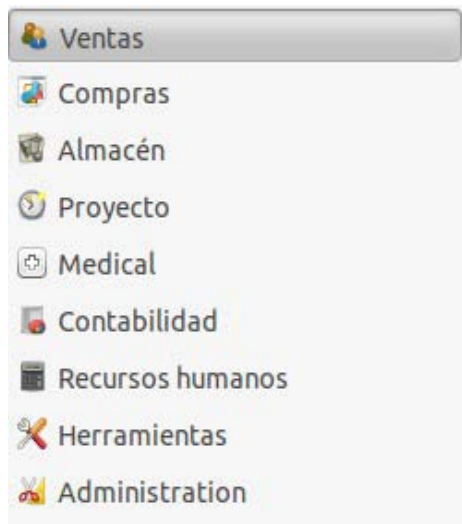 Ventas
Compras
Almacén
Proyecto
Medical
Contabilidad
Recursos humanos
Herramientas
Administration